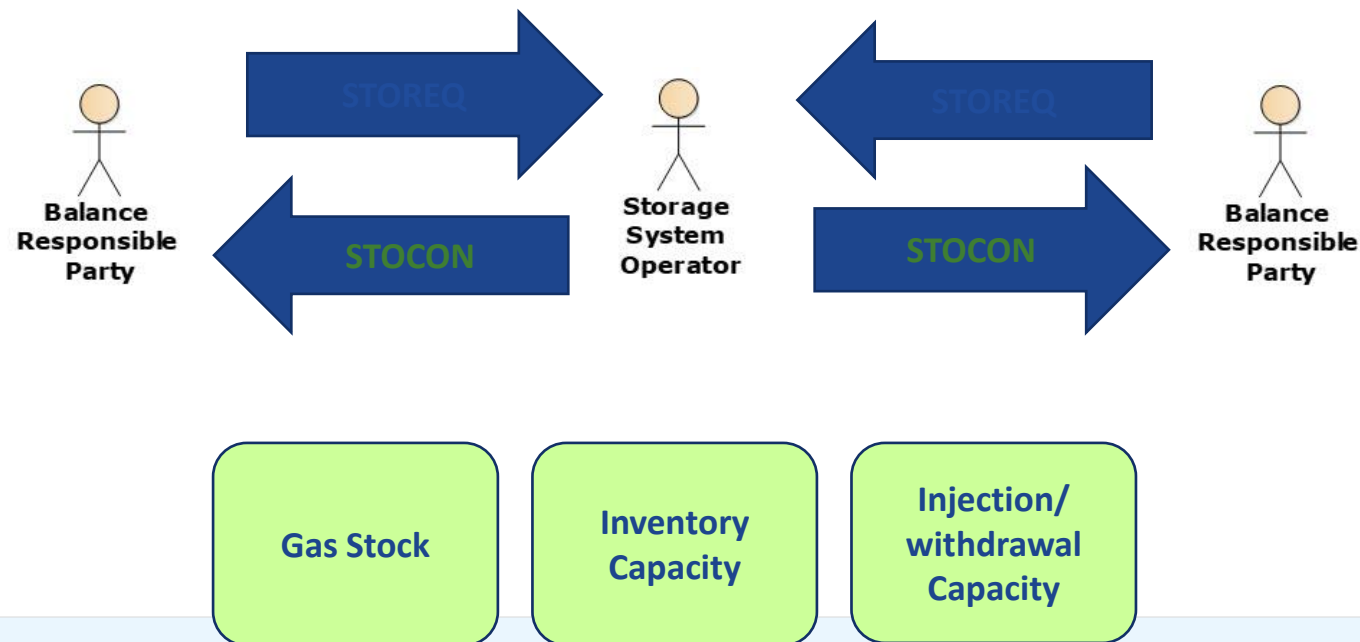 STOREQ
STOREQ
Balance
Responsible
Party
Storage
System
Operator
Balance
Responsible
Party
STOCON
STOCON
Gas Stock
Inventory
Capacity
Injection/
withdrawal
Capacity